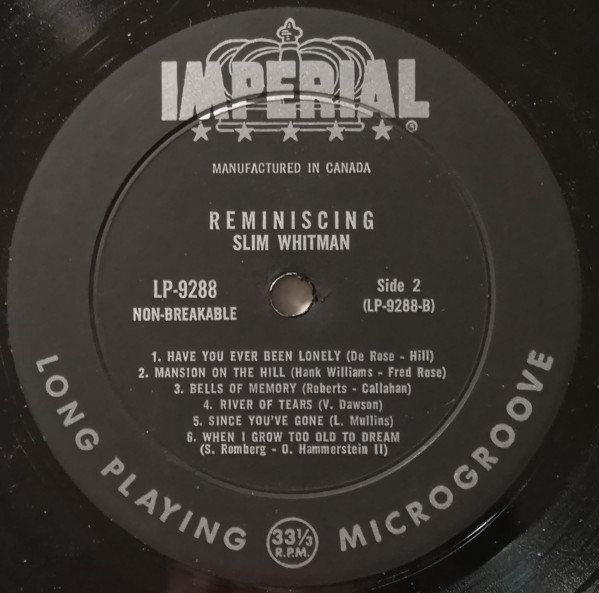 IMPERIAL
MANUFACTURED IN CANADA
REMINISCING
SLIM WHITMAN
LP-9288
NON-BREAKABLE
Side 2
(LP-9288-B)
1. HAVE YOU EVER BEEN LONELY (De Rose - Hill)
2. MANSION ON THE HILL (Hank Williams - Fred Rose)
3. BELLS OF MEMORY (Roberts - Callahan)
4. RIVER OF TEARS (V. Dawson)
5. SINCE YOU'VE GONE (L. Mullins)
6. WHEN I GROW TOO OLD TO DREAM
(S. Romberg - O. Hammerstein II)
LONG PLAYING
33⅓
R.P.M.
MICROGROOVE